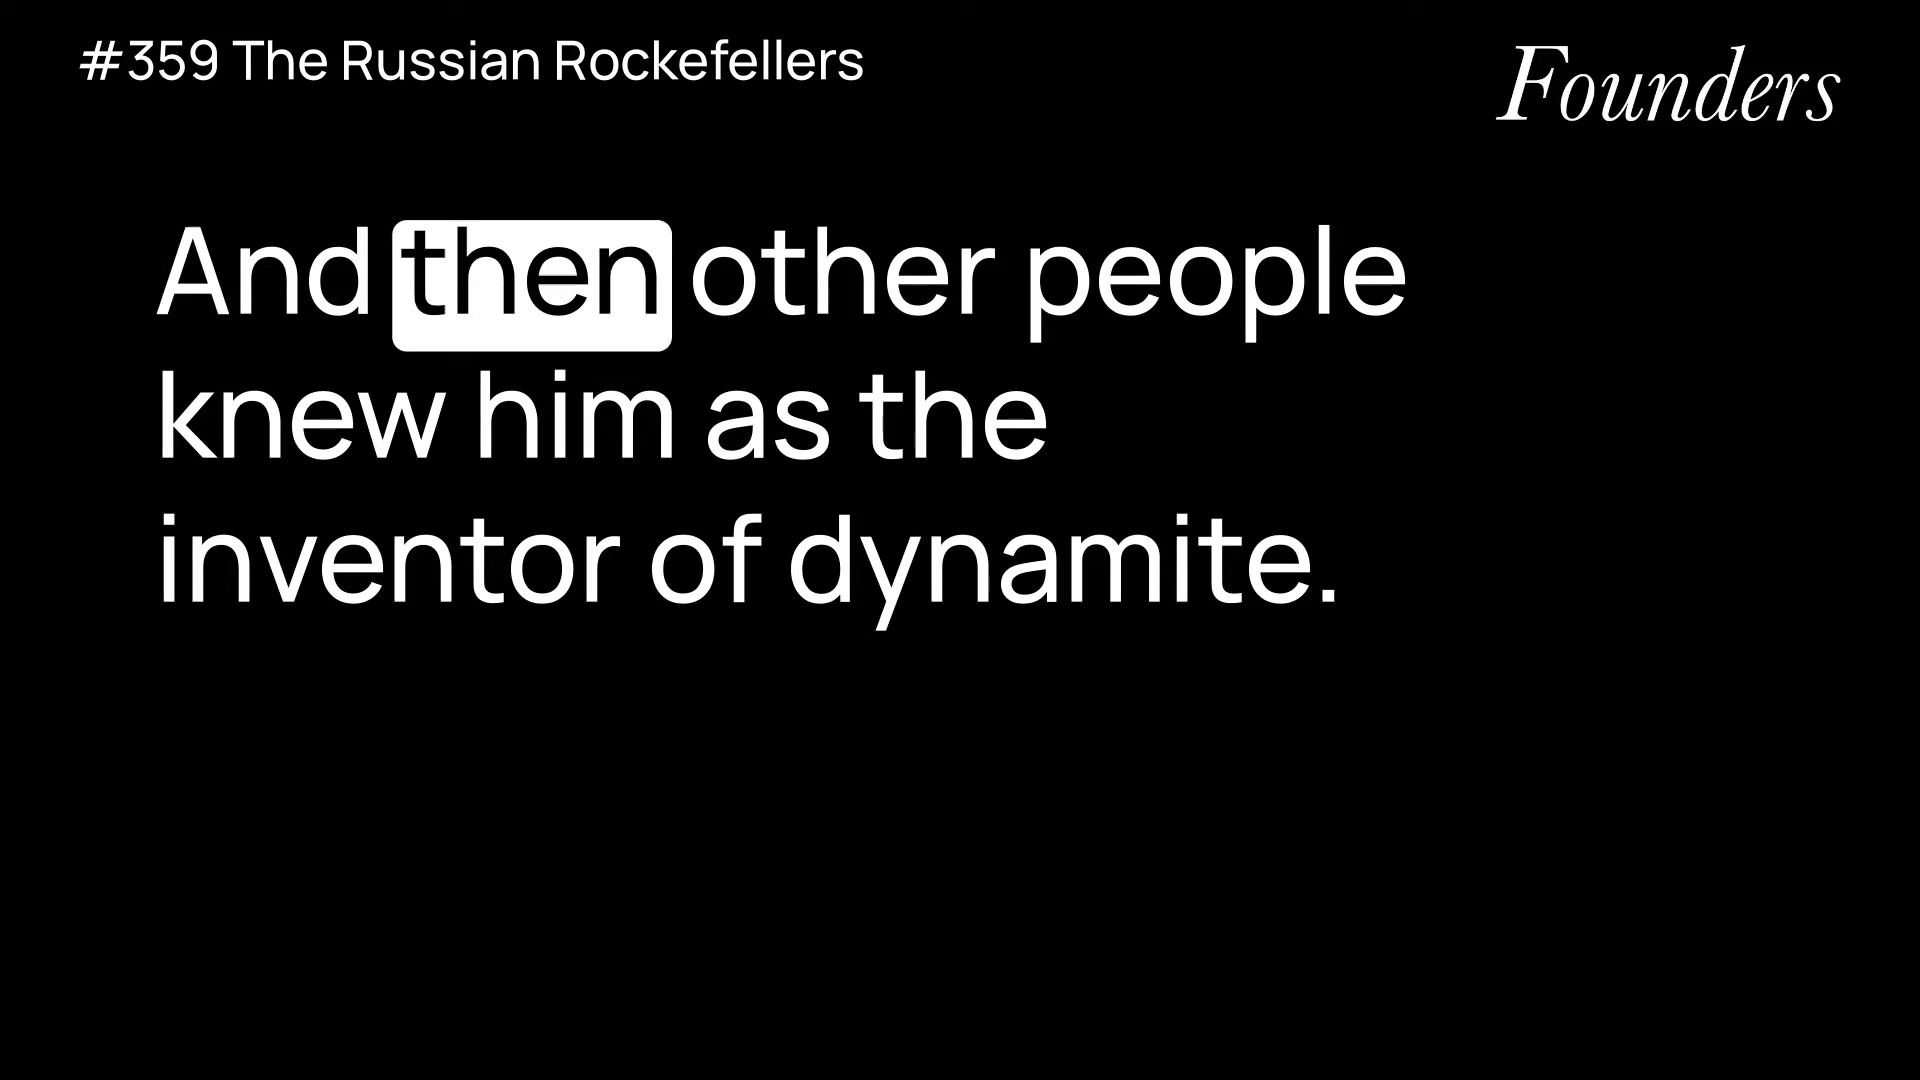 #359 The Russian Rockefellers
Founders
And then other people
knew him as the
inventor of dynamite.